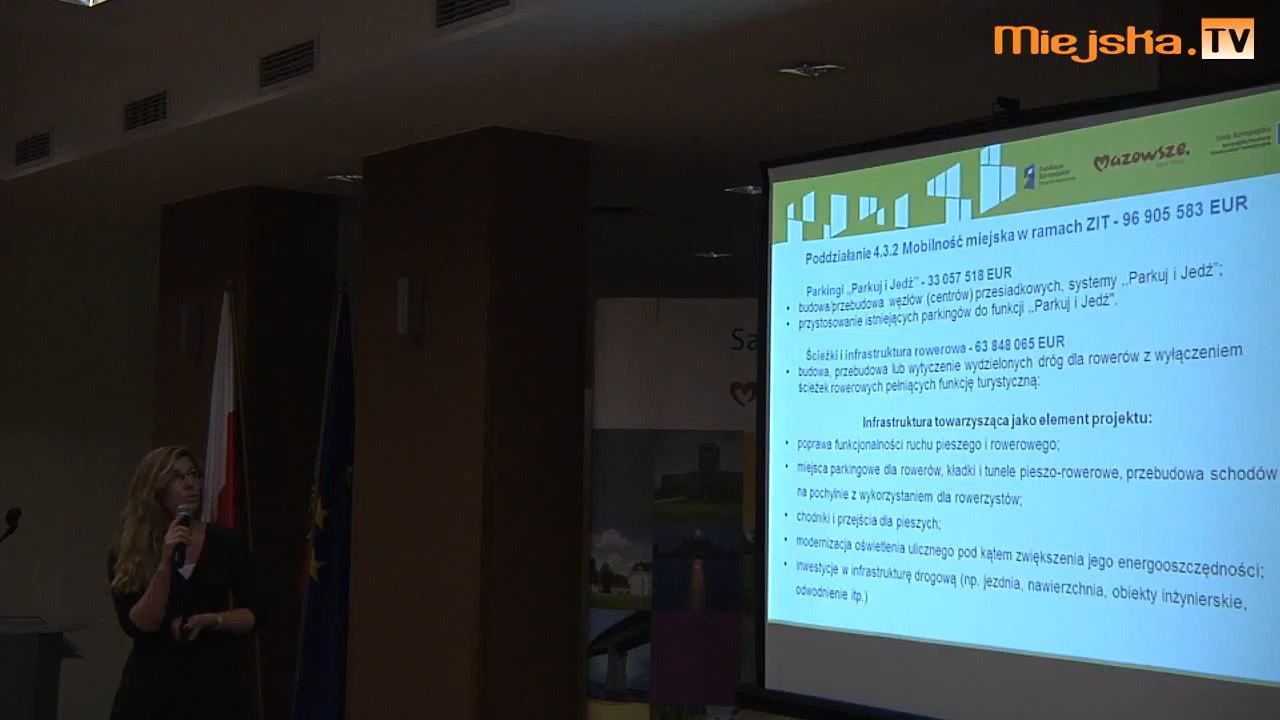 Miejska.TV
Fundusze
Europejskie
mazowsze.
Unia Europejska
Poddziałanie 4.3.2 Mobilność miejska w ramach ZIT - 96 905 583 EUR
Parkingi ,,Parkuj i Jedź" - 33 057 518 EUR
• budowa/przebudowa węzłów (centrów) przesiadkowych, systemy ,,Parkuj i Jedź";
• przystosowanie istniejących parkingów do funkcji ,,Parkuj i Jedź".
Ścieżki i infrastruktura rowerowa - 63 848 065 EUR
• budowa, przebudowa lub wytyczenie wydzielonych dróg dla rowerów z wyłączeniem
ścieżek rowerowych pełniących funkcję turystyczną:
Infrastruktura towarzysząca jako element projektu:
• poprawa funkcjonalności ruchu pieszego i rowerowego;
• miejsca parkingowe dla rowerów, kładki i tunele pieszo-rowerowe, przebudowa schodów
na pochylnie z wykorzystaniem dla rowerzystów;
• chodniki i przejścia dla pieszych;
• modernizacja oświetlenia ulicznego pod kątem zwiększenia jego energooszczędności;
• inwestycje w infrastrukturę drogową (np. jezdnia, nawierzchnia, obiekty inżynierskie,
odwodnienie itp.)
Sa